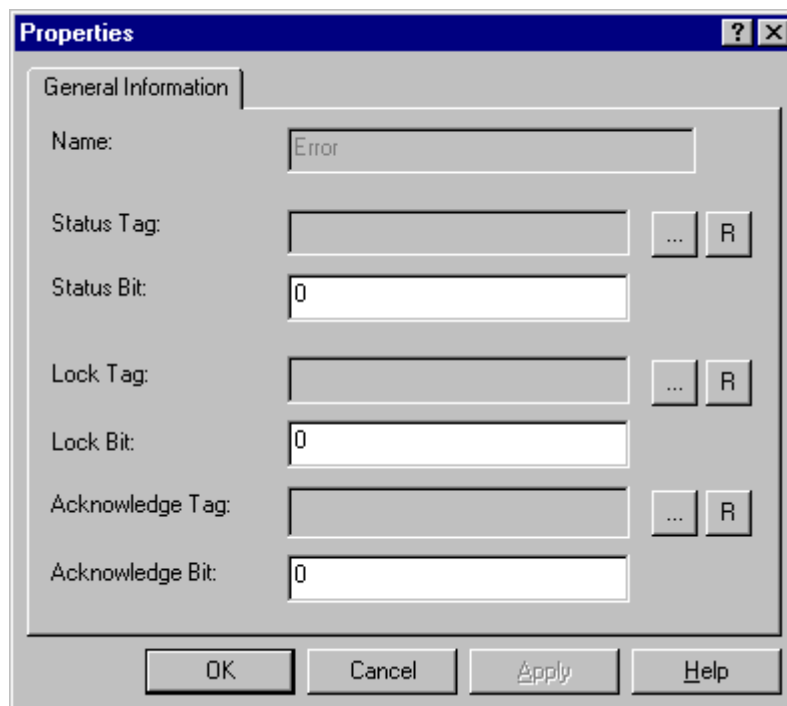 Properties
General Information
Name: Error
Status Tag: ... R
Status Bit: 0
Lock Tag: ... R
Lock Bit: 0
Acknowledge Tag: ... R
Acknowledge Bit: 0
OK Cancel Apply Help